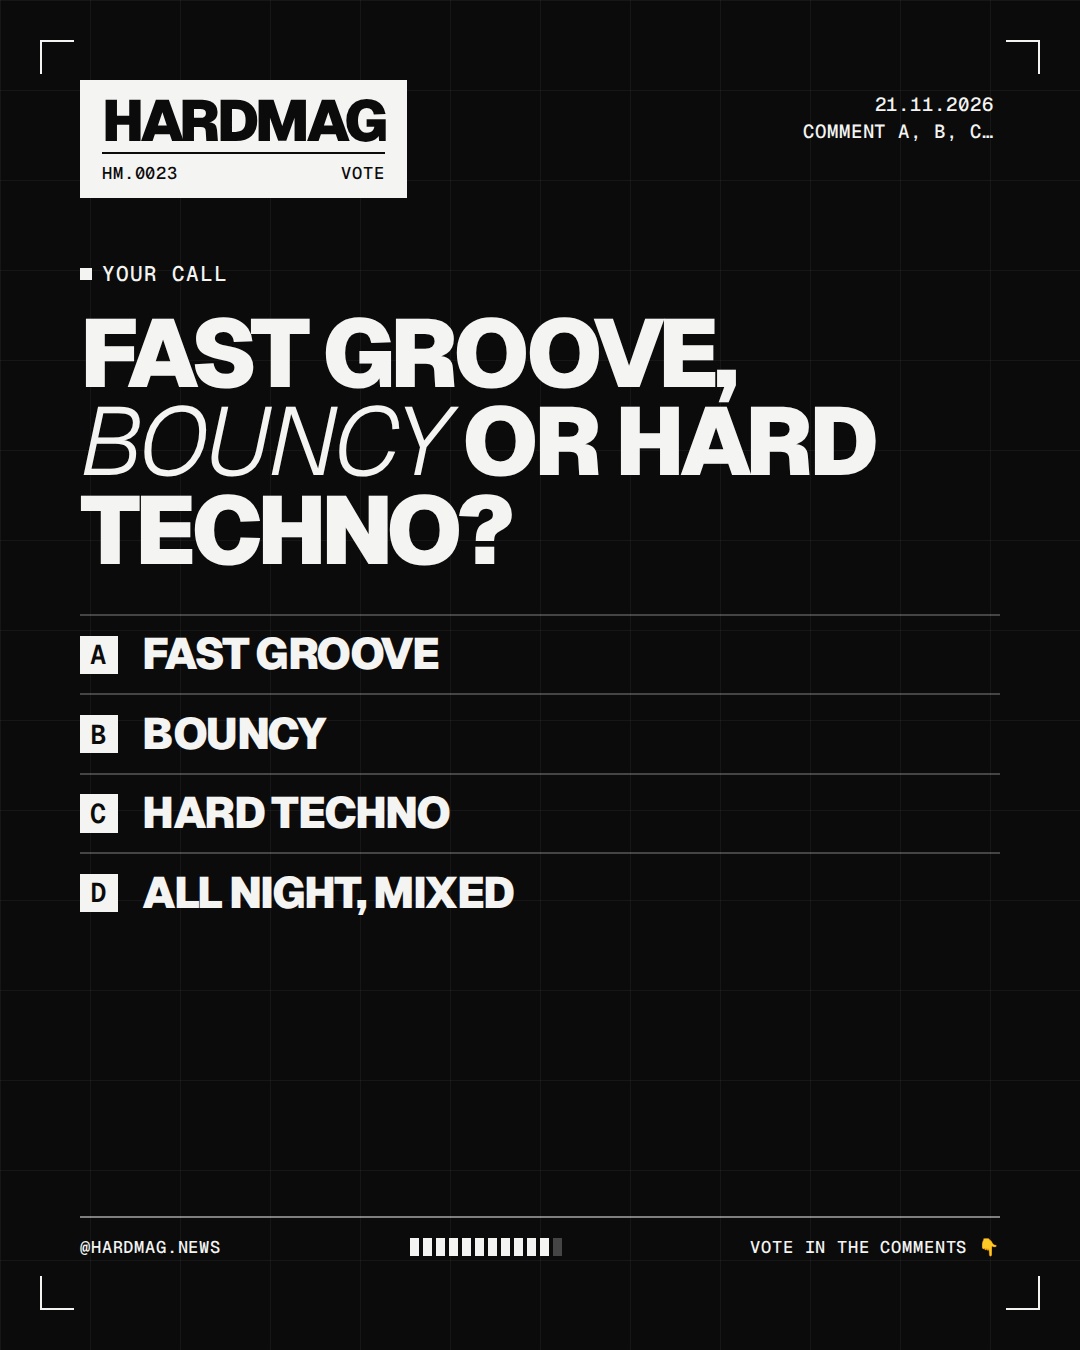 HARDMAG
HM.0023 VOTE
21.11.2026
COMMENT A, B, C…
YOUR CALL
FAST GROOVE,
BOUNCY OR HARD
TECHNO?
A FAST GROOVE
B BOUNCY
C HARD TECHNO
D ALL NIGHT, MIXED
@HARDMAG.NEWS
VOTE IN THE COMMENTS 👇